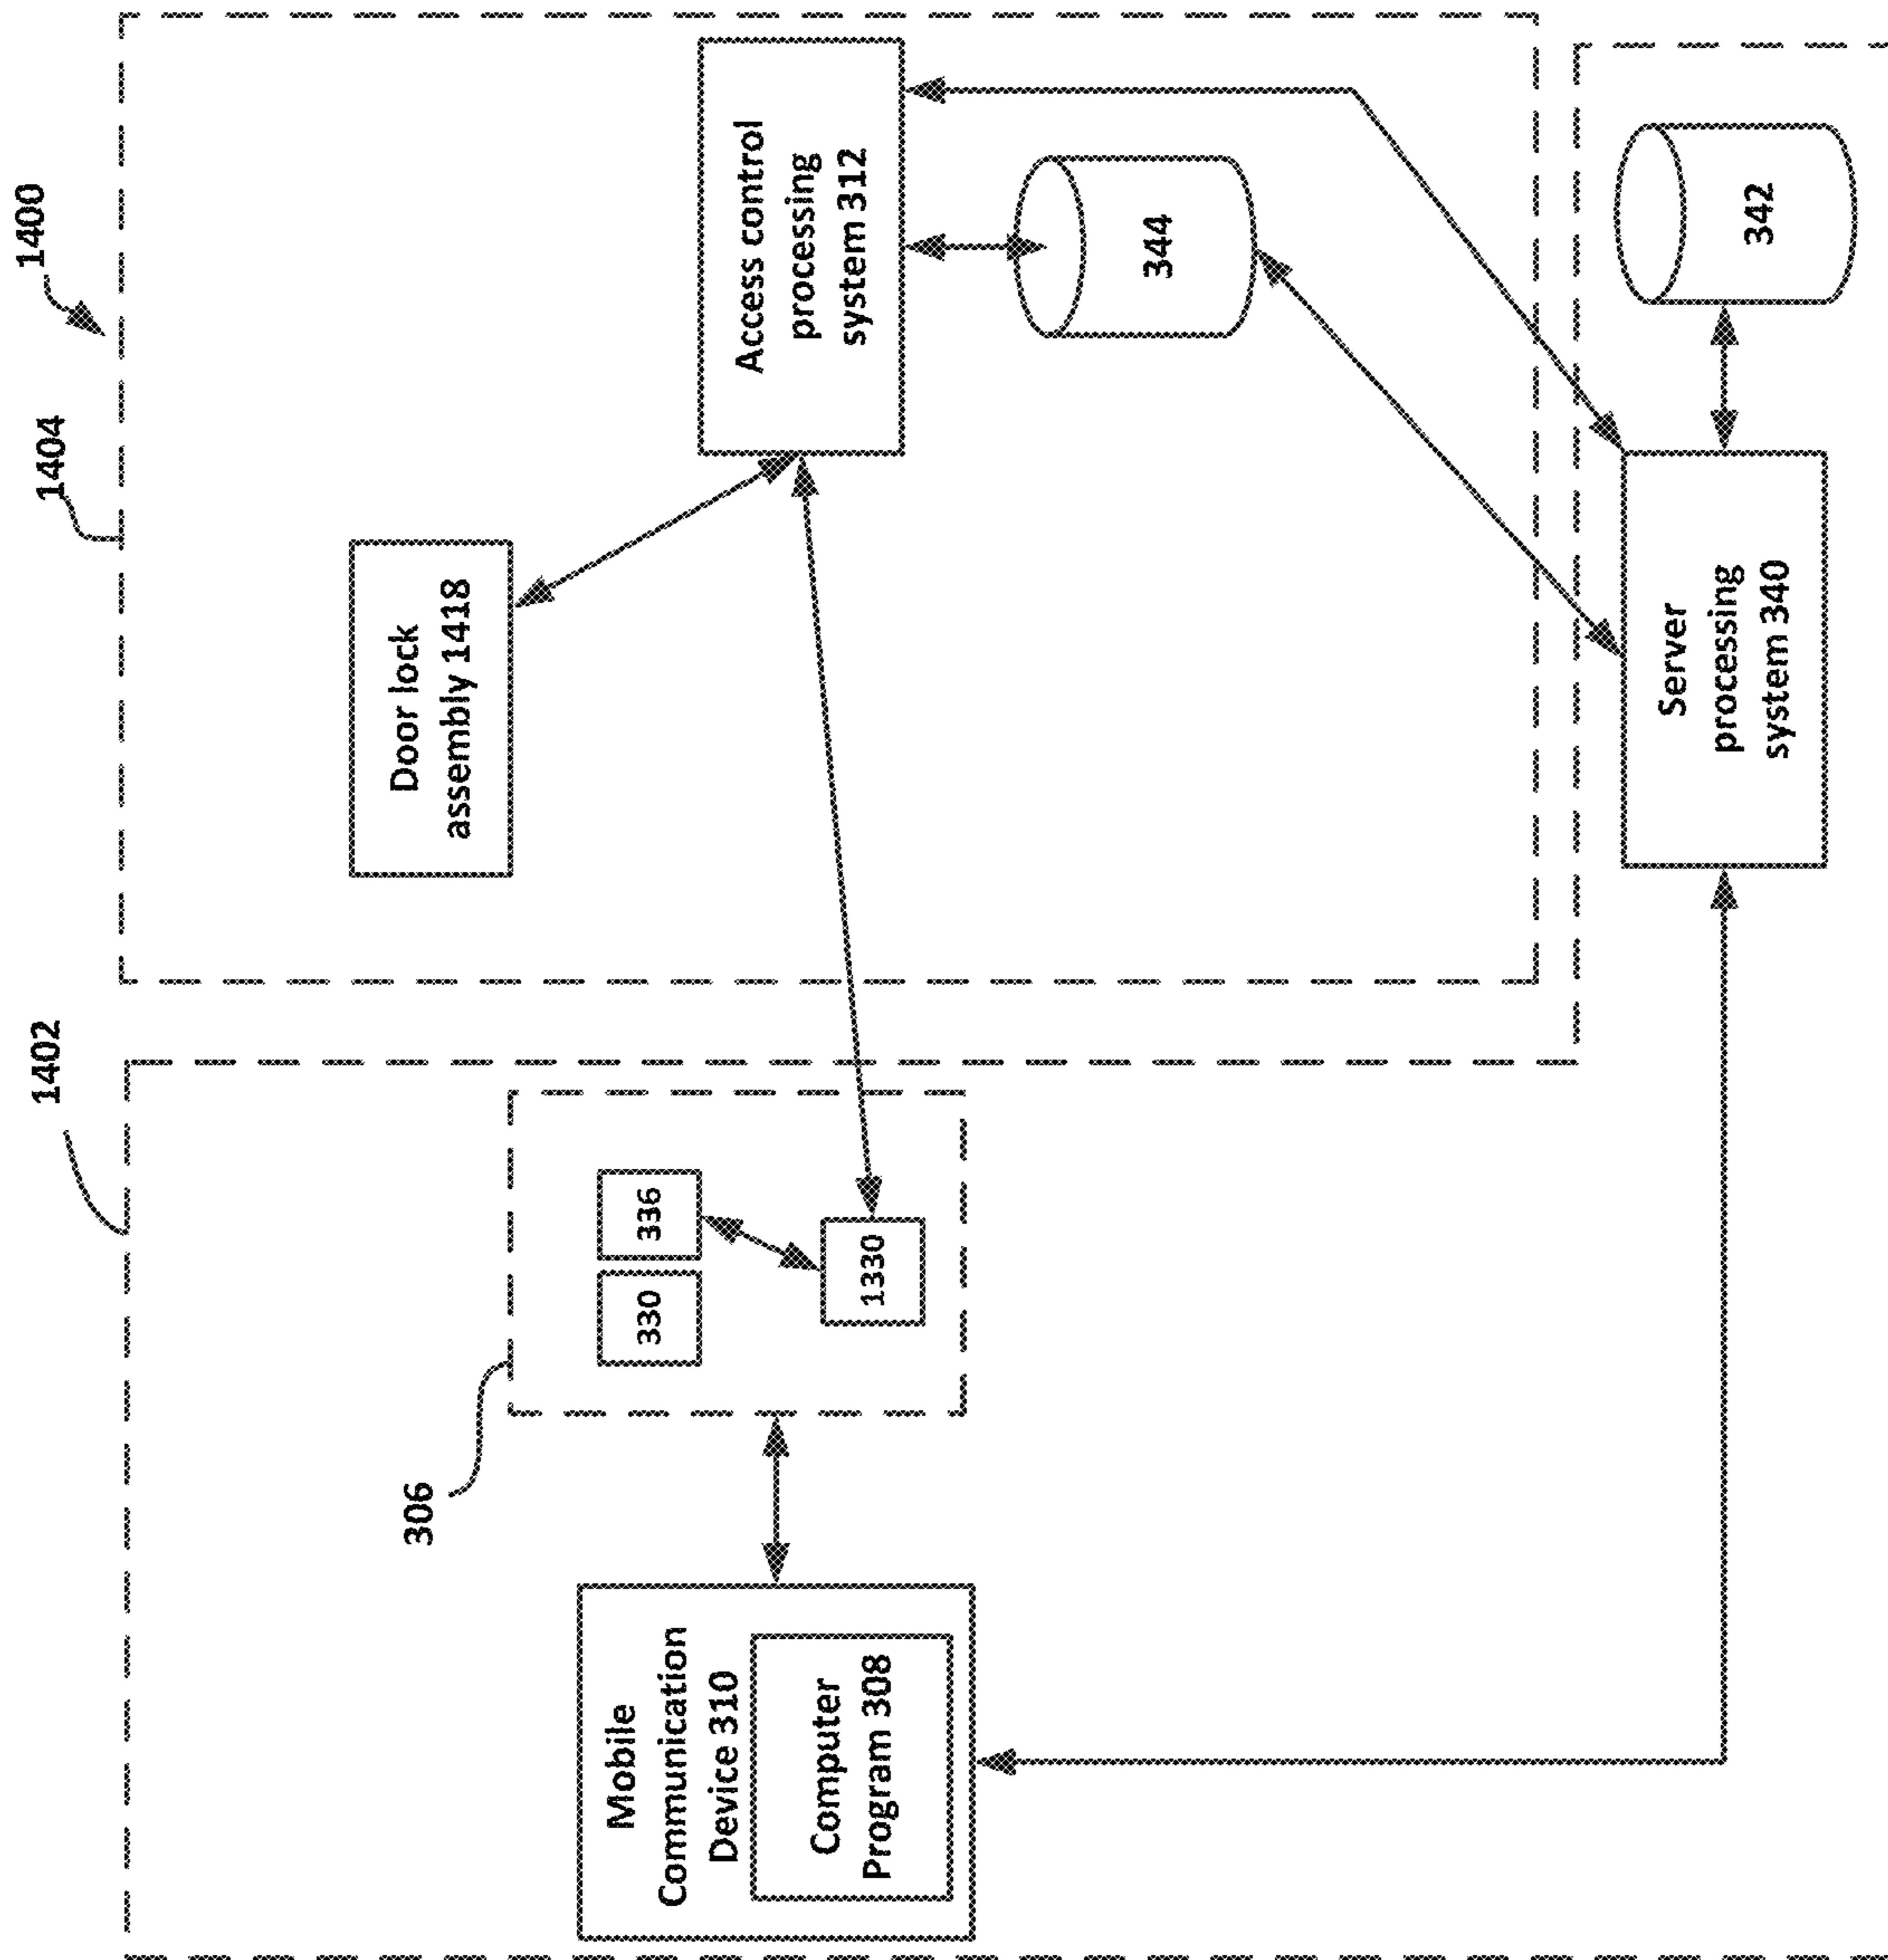 1400
1402
1404
Door lock
assembly 1418
Access control
processing
system 312
306
336
330
1330
344
Mobile
Communication
Device 310
Computer
Program 308
Server
processing
system 340
342